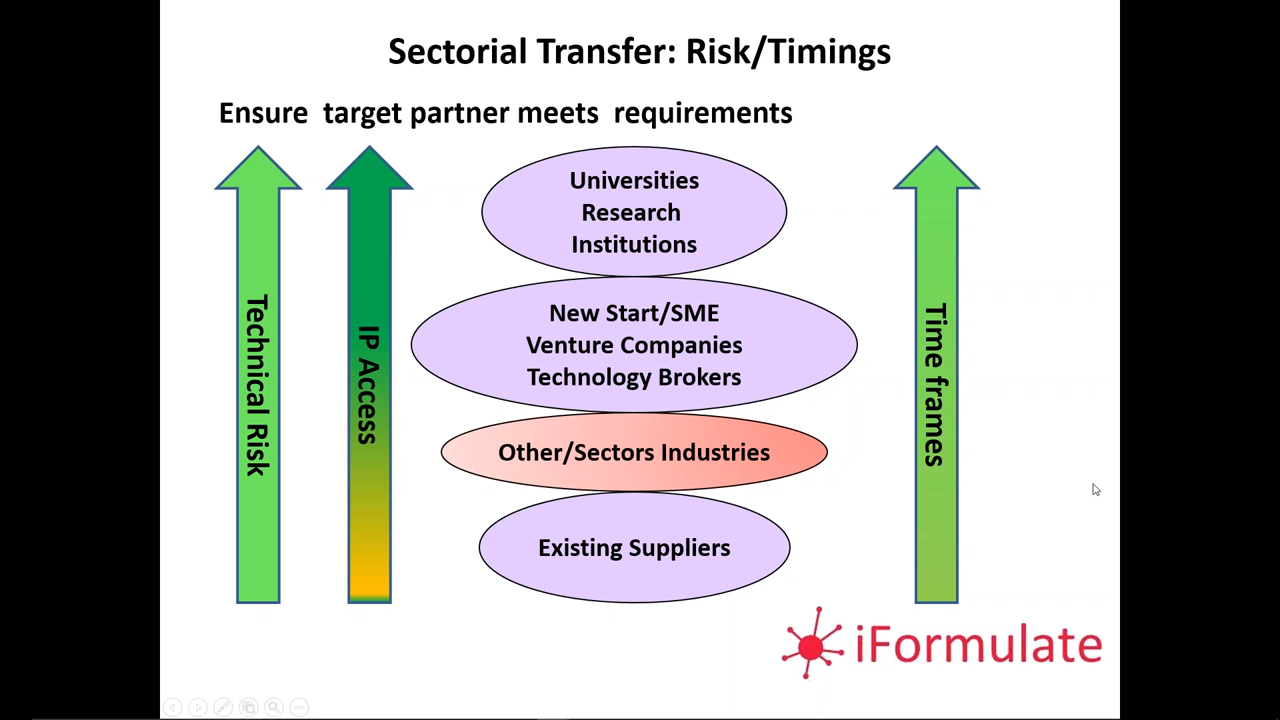 Sectorial Transfer: Risk/Timings
Ensure target partner meets requirements
Technical Risk
IP Access
Universities
Research
Institutions
New Start/SME
Venture Companies
Technology Brokers
Other/Sectors Industries
Existing Suppliers
Time frames
iFormulate